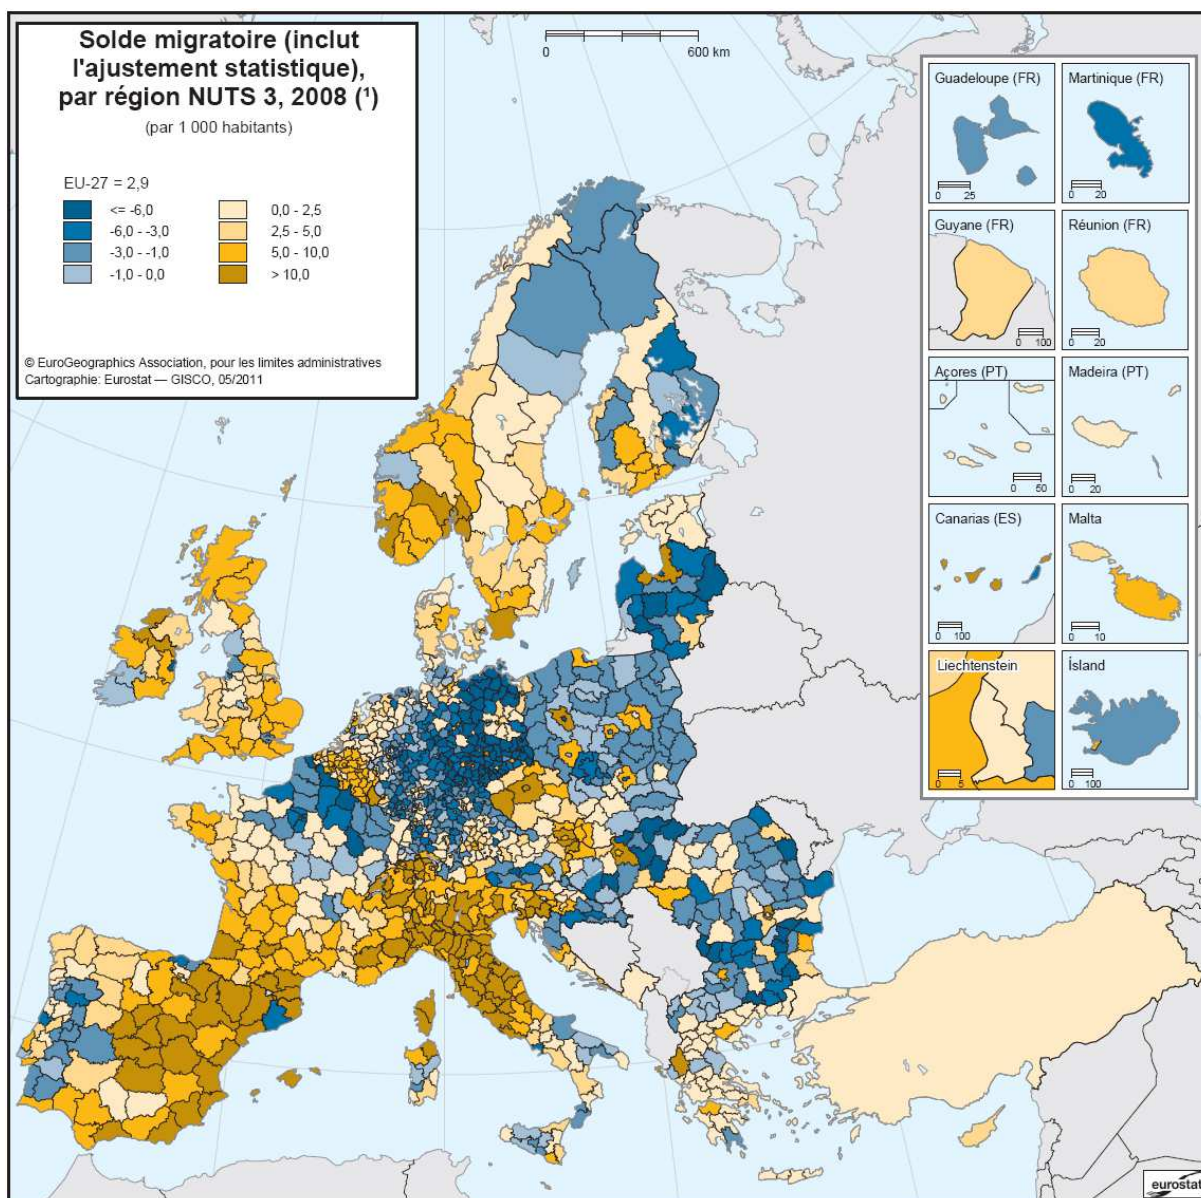 Solde migratoire (inclut
l'ajustement statistique),
par région NUTS 3, 2008 (¹)
(par 1 000 habitants)
EU-27 = 2,9
<= -6,0
-6,0 - -3,0
-3,0 - -1,0
-1,0 - 0,0
0,0 - 2,5
2,5 - 5,0
5,0 - 10,0
> 10,0
© EuroGeographics Association, pour les limites administratives
Cartographie: Eurostat — GISCO, 05/2011
0 600 km
Guadeloupe (FR)
0 25
Martinique (FR)
0 20
Guyane (FR)
0 100
Réunion (FR)
0 20
Açores (PT)
0 50
Madeira (PT)
0 20
Canarias (ES)
0 100
Malta
0 10
Liechtenstein
0 5
Ísland
0 100
eurostat